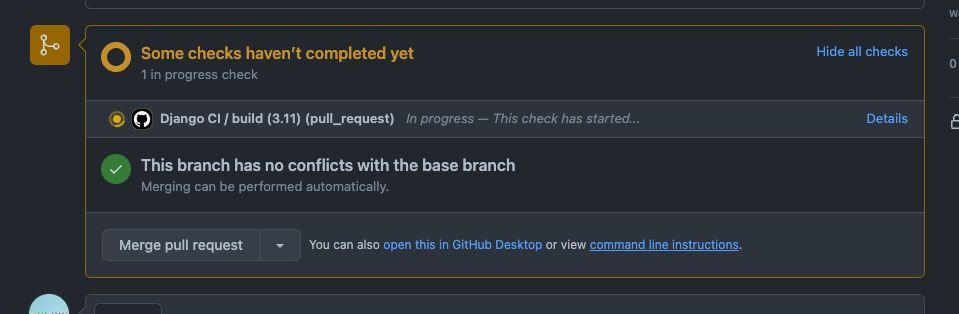 Some checks haven't completed yet
Hide all checks
1 in progress check
Django CI / build (3.11) (pull_request) In progress — This check has started...
Details
This branch has no conflicts with the base branch
Merging can be performed automatically.
Merge pull request
You can also open this in GitHub Desktop or view command line instructions.
0